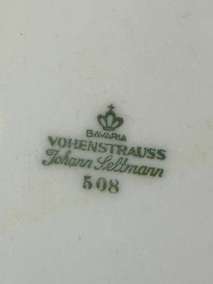 BAVARIA
VOHENSTRAUSS
Johann Seltmann
508